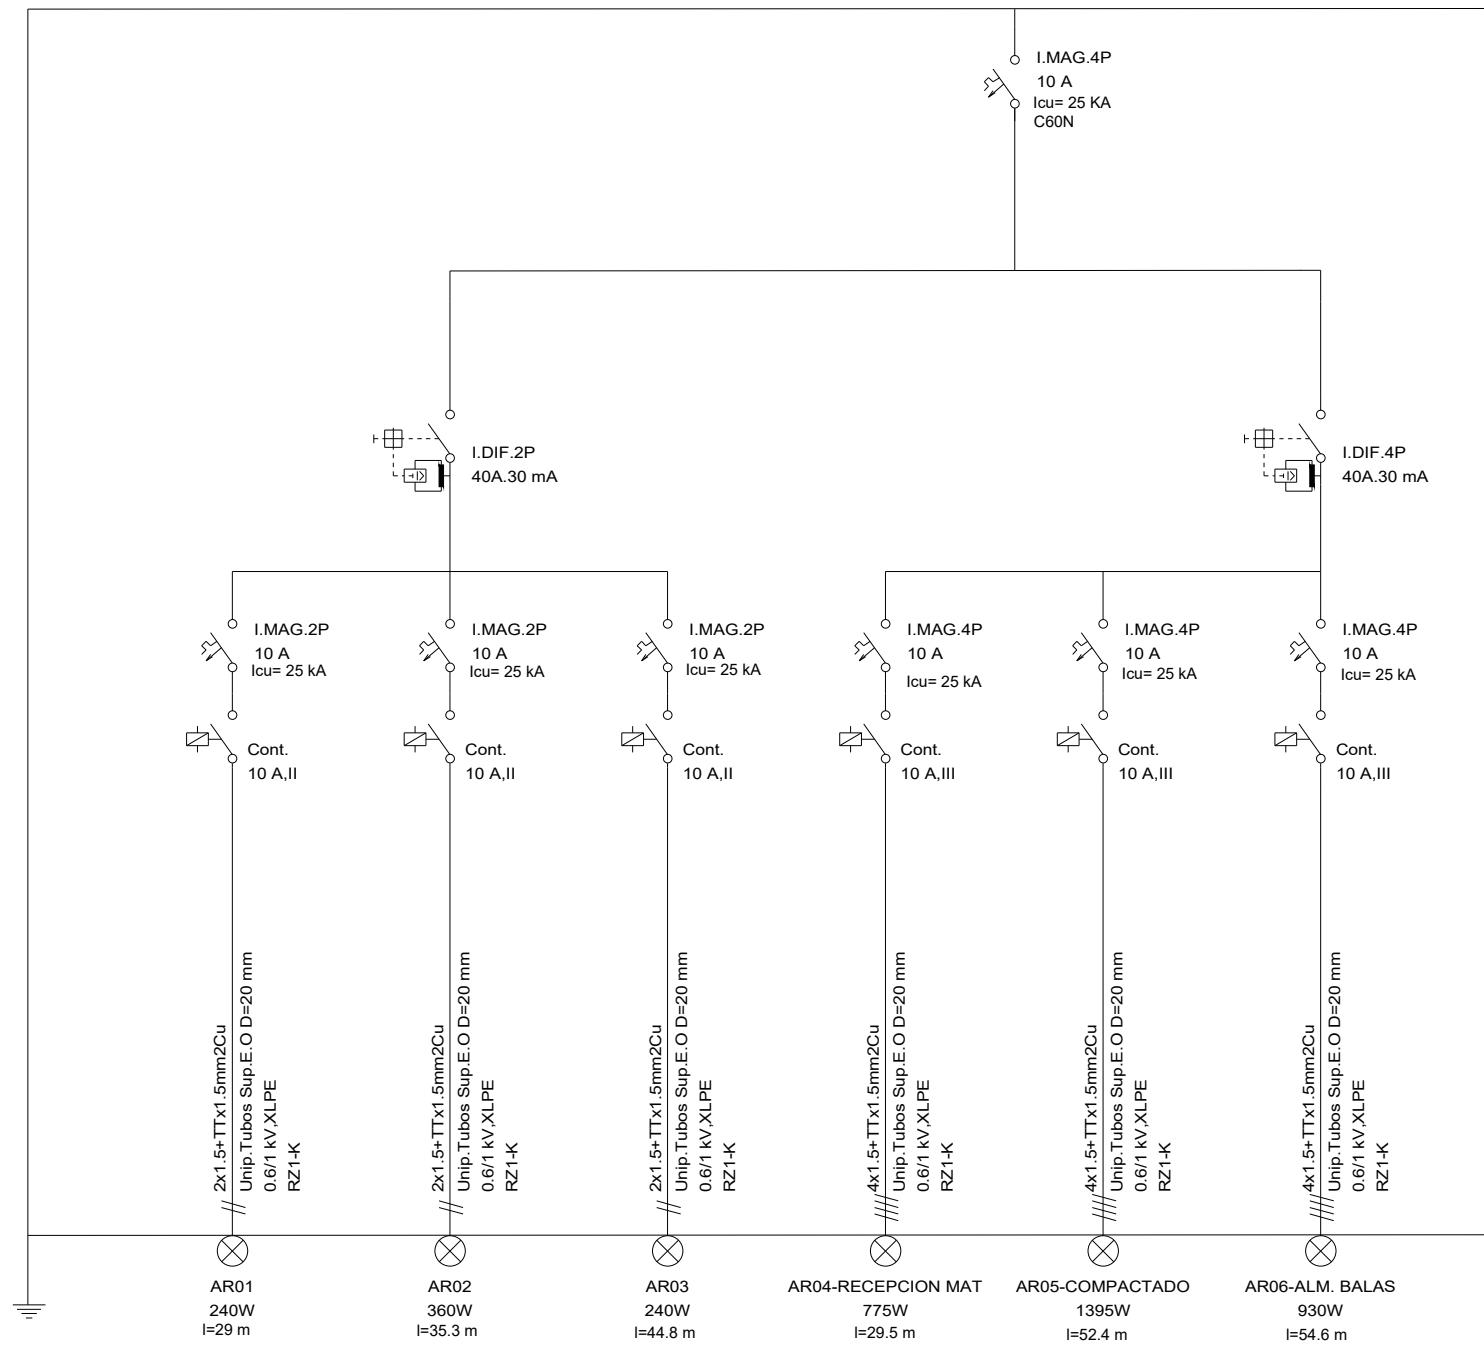 I.MAG.4P
10 A
Icu= 25 KA
C60N
I.DIF.2P
40A.30 mA
I.DIF.4P
40A.30 mA
I.MAG.2P
10 A
Icu= 25 kA
I.MAG.2P
10 A
Icu= 25 kA
I.MAG.2P
10 A
Icu= 25 kA
I.MAG.4P
10 A
Icu= 25 kA
I.MAG.4P
10 A
Icu= 25 kA
I.MAG.4P
10 A
Icu= 25 kA
Cont.
10 A,II
Cont.
10 A,II
Cont.
10 A,II
Cont.
10 A,III
Cont.
10 A,III
Cont.
10 A,III
2x1.5+TTx1.5mm2Cu
Unip.Tubos Sup.E.O D=20 mm
0.6/1 kV,XLPE
RZ1-K
2x1.5+TTx1.5mm2Cu
Unip.Tubos Sup.E.O D=20 mm
0.6/1 kV,XLPE
RZ1-K
2x1.5+TTx1.5mm2Cu
Unip.Tubos Sup.E.O D=20 mm
0.6/1 kV,XLPE
RZ1-K
4x1.5+TTx1.5mm2Cu
Unip.Tubos Sup.E.O D=20 mm
0.6/1 kV,XLPE
RZ1-K
4x1.5+TTx1.5mm2Cu
Unip.Tubos Sup.E.O D=20 mm
0.6/1 kV,XLPE
RZ1-K
4x1.5+TTx1.5mm2Cu
Unip.Tubos Sup.E.O D=20 mm
0.6/1 kV,XLPE
RZ1-K
AR01
240W
l=29 m
AR02
360W
l=35.3 m
AR03
240W
l=44.8 m
AR04-RECEPCION MAT
775W
l=29.5 m
AR05-COMPACTADO
1395W
l=52.4 m
AR06-ALM. BALAS
930W
l=54.6 m